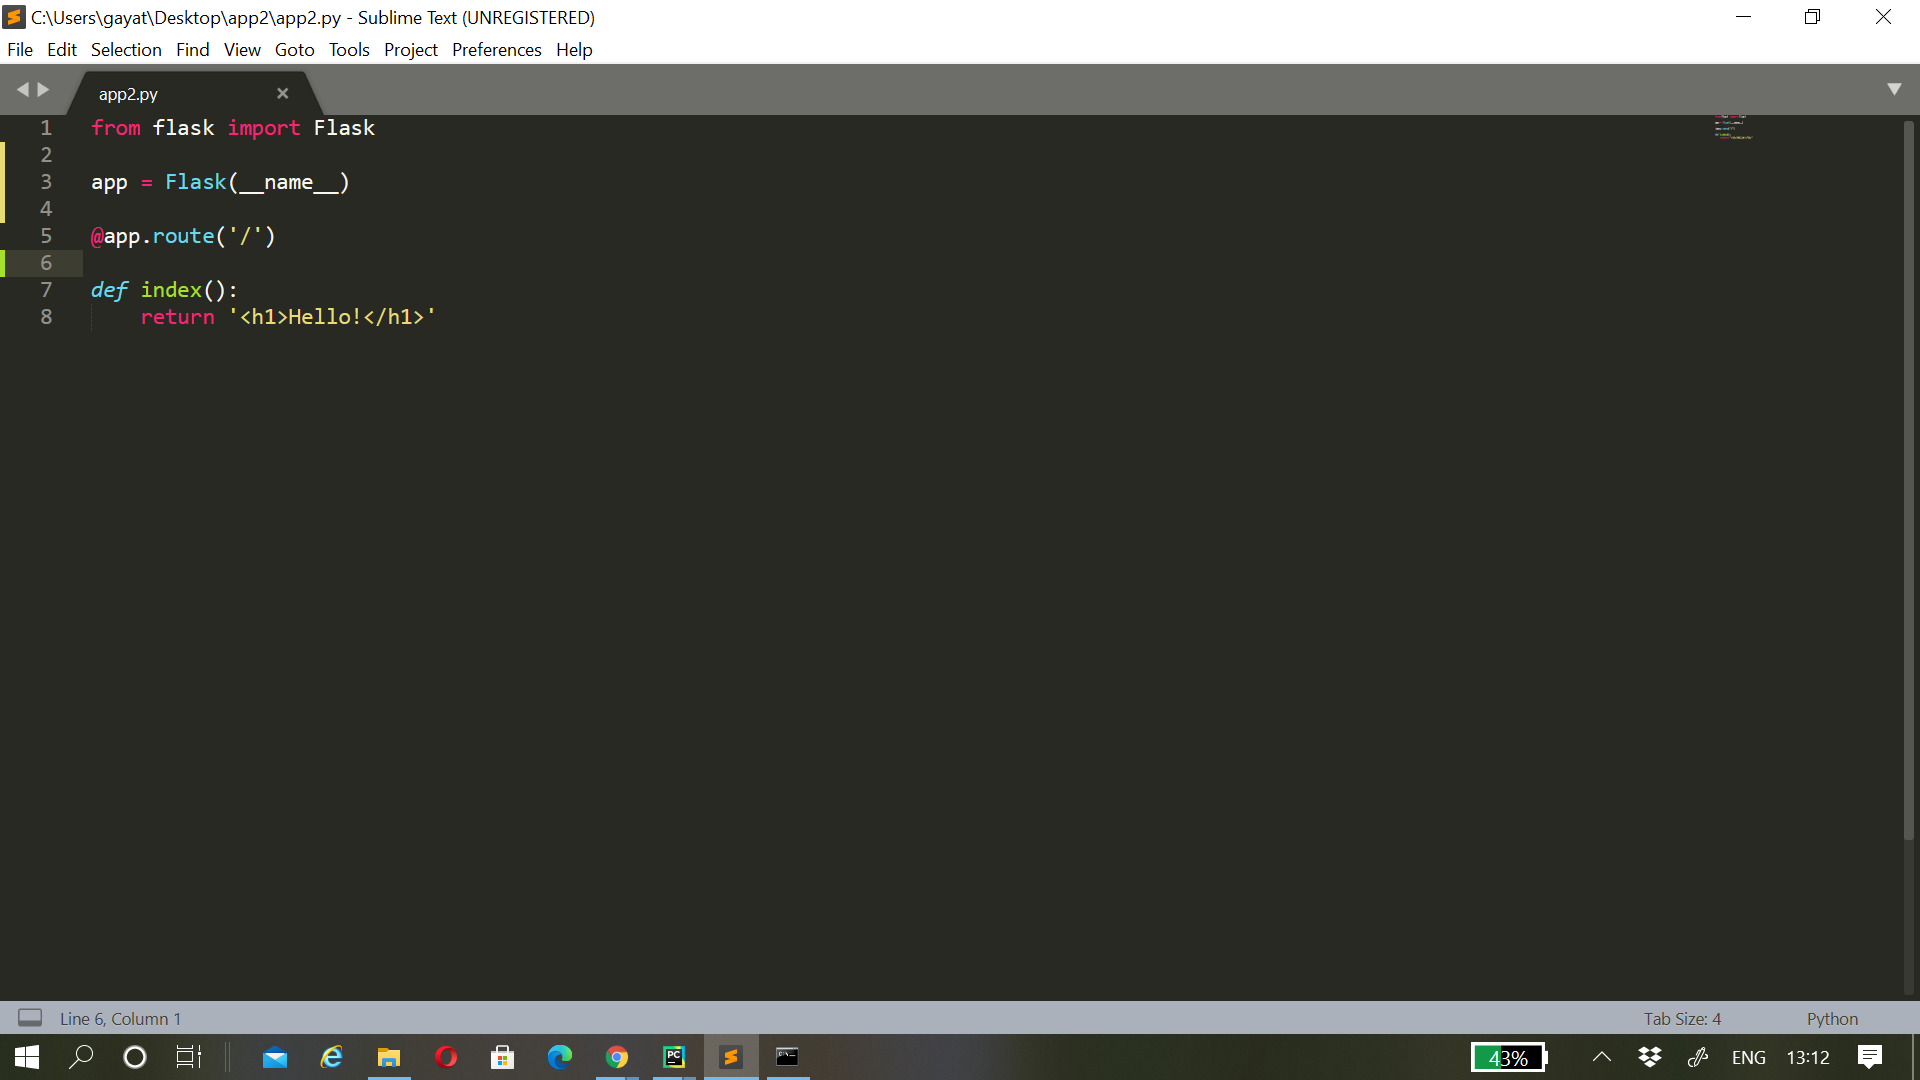 C:\Users\gayat\Desktop\app2\app2.py - Sublime Text (UNREGISTERED)
File Edit Selection Find View Goto Tools Project Preferences Help
app2.py
1 from flask import Flask
2
3 app = Flask(__name__)
4
5 @app.route('/')
6
7 def index():
8     return '<h1>Hello!</h1>'
Line 6, Column 1
Tab Size: 4
Python
PC
43%
ENG
13:12